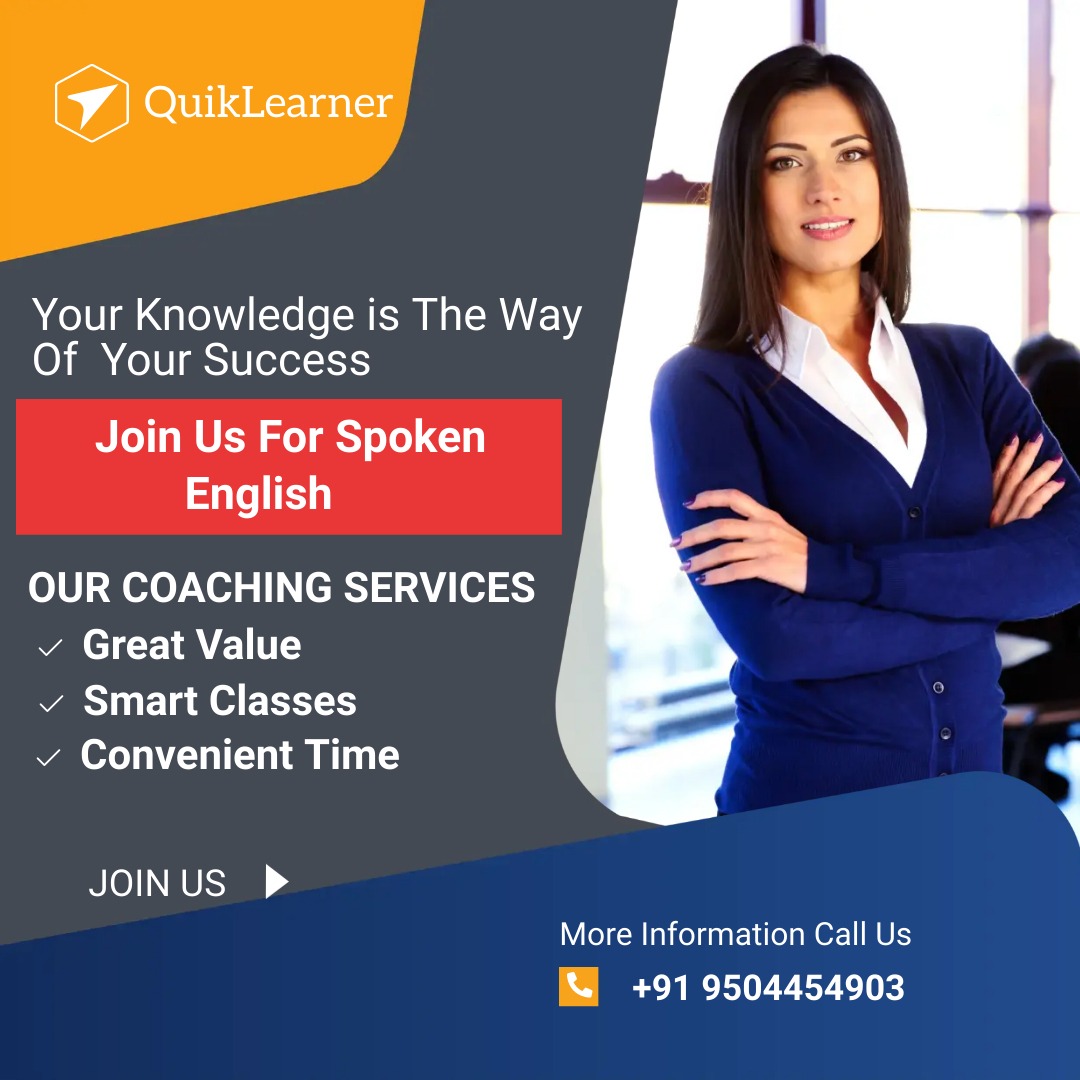 QuikLearner
Your Knowledge is The Way
Of Your Success
Join Us For Spoken
English
OUR COACHING SERVICES
Great Value
Smart Classes
Convenient Time
JOIN US
More Information Call Us
+91 9504454903